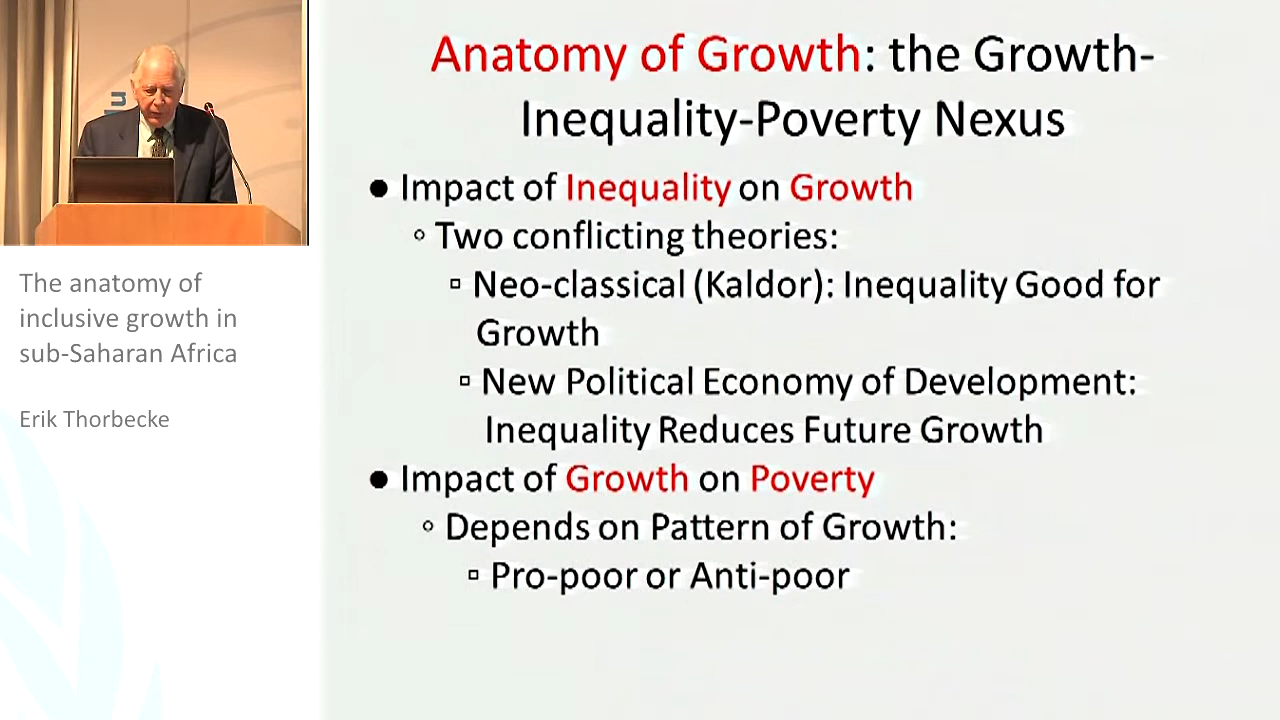 Anatomy of Growth: the Growth-
Inequality-Poverty Nexus
● Impact of Inequality on Growth
◦ Two conflicting theories:
▫ Neo-classical (Kaldor): Inequality Good for
Growth
▫ New Political Economy of Development:
Inequality Reduces Future Growth
● Impact of Growth on Poverty
◦ Depends on Pattern of Growth:
▫ Pro-poor or Anti-poor
The anatomy of
inclusive growth in
sub-Saharan Africa
Erik Thorbecke